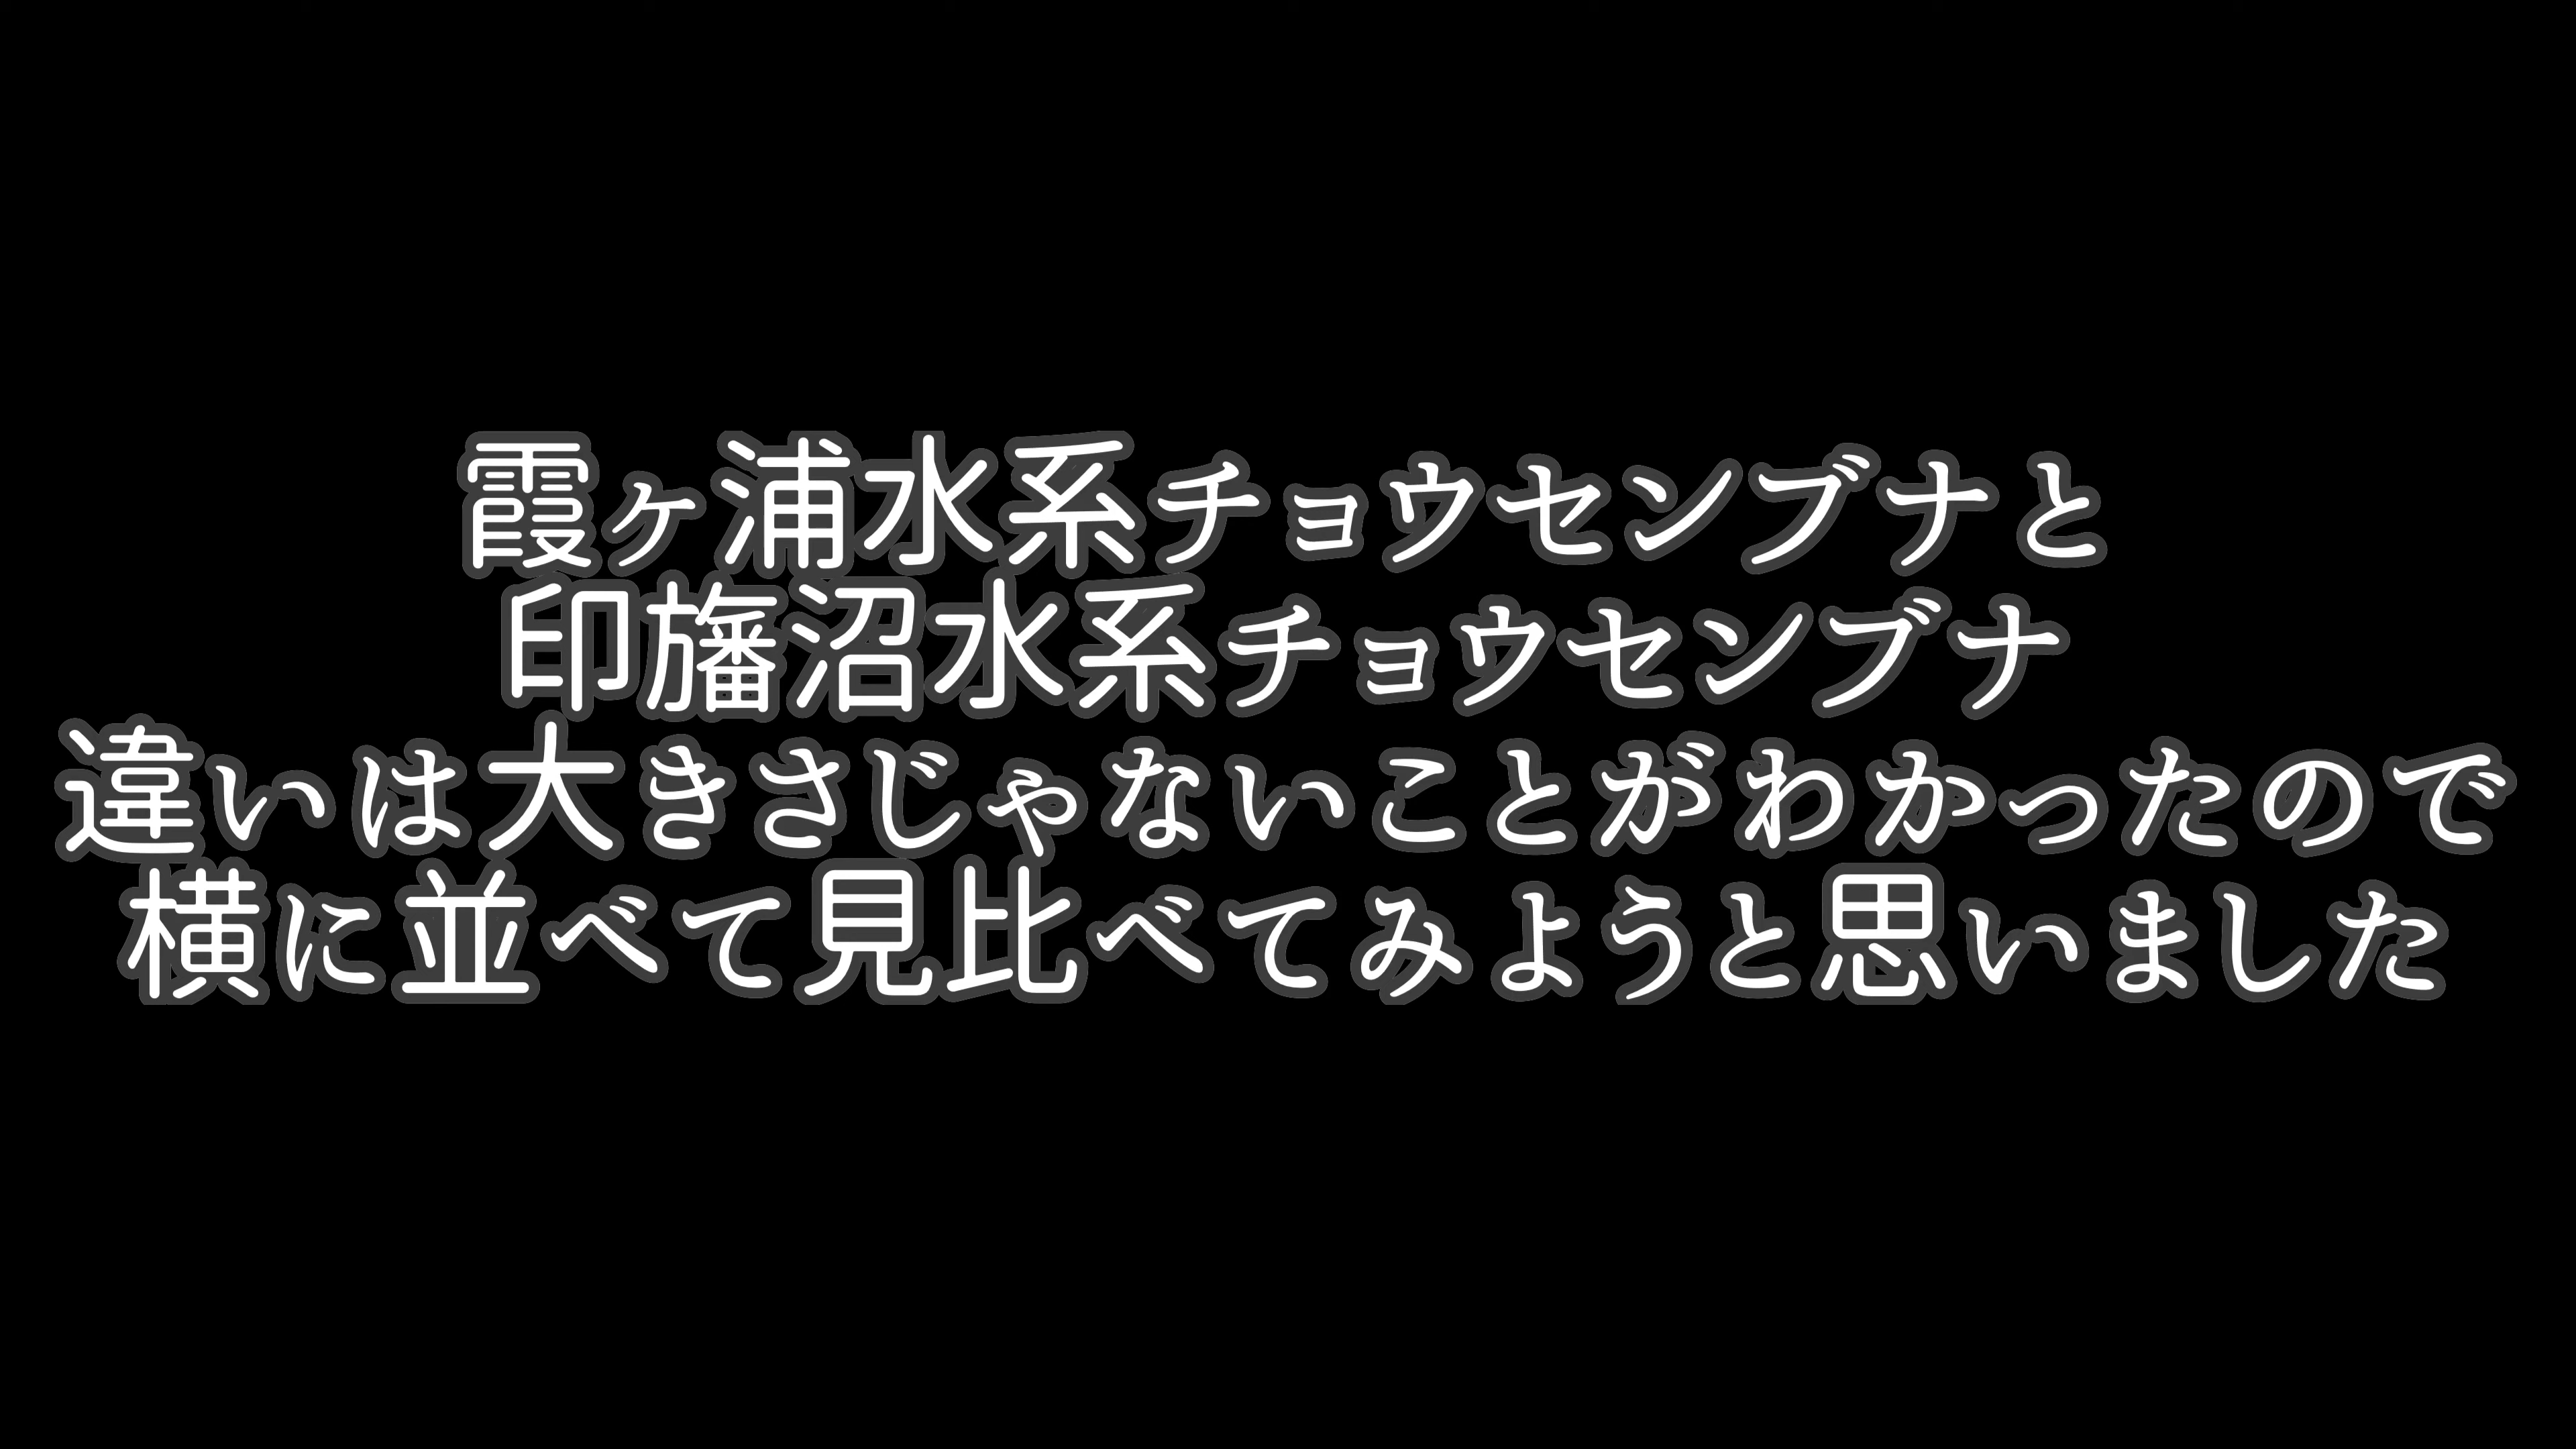 霞ヶ浦水系チョウセンブナと
印旛沼水系チョウセンブナ
違いは大きさじゃないことがわかったので
横に並べて見比べてみようと思いました